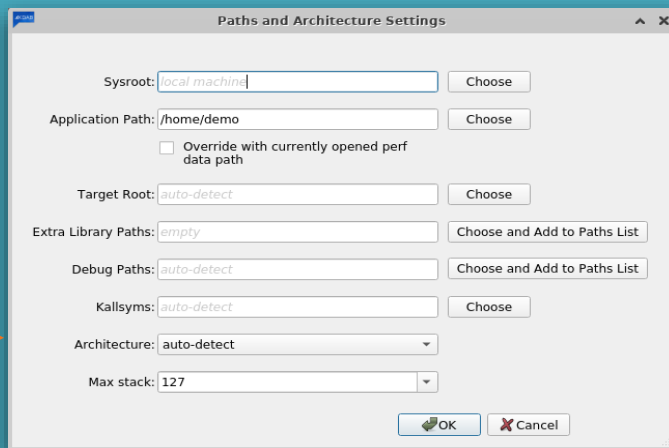 Paths and Architecture Settings
Sysroot: local machine Choose
Application Path: /home/demo Choose
Override with currently opened perf
data path
Target Root: auto-detect Choose
Extra Library Paths: empty Choose and Add to Paths List
Debug Paths: auto-detect Choose and Add to Paths List
Kallsyms: auto-detect Choose
Architecture: auto-detect
Max stack: 127
OK Cancel